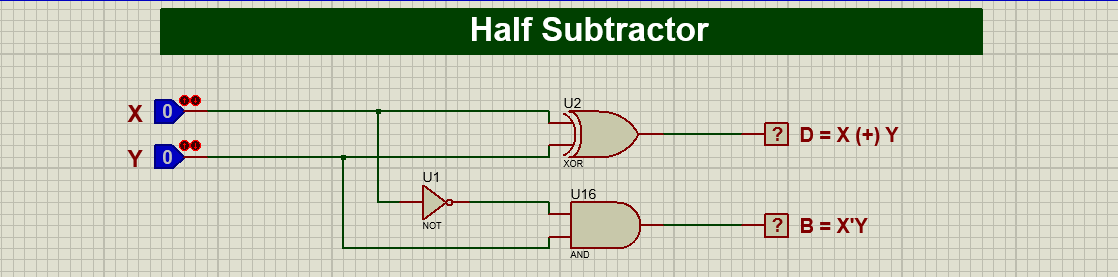 Half Subtractor
U2
X 0
? D = X (+) Y
Y 0
XOR
U1
U16
NOT
? B = X'Y
AND